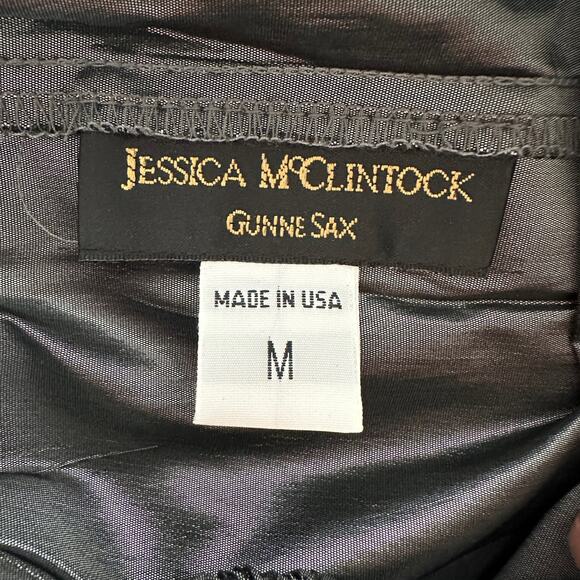 JESSICA McCLINTOCK
GUNNE SAX
MADE IN USA
M